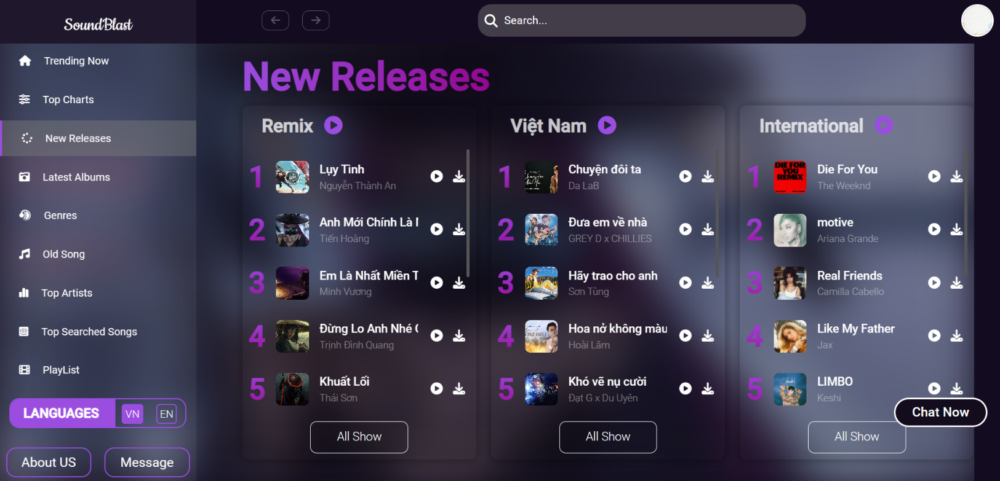 SoundBlast
Search...
Trending Now
Top Charts
New Releases
Latest Albums
Genres
Old Song
Top Artists
Top Searched Songs
PlayList
LANGUAGES VN EN
About US
Message
New Releases
Remix
1
Lụy Tình
Nguyễn Thành An
2
Anh Mới Chính Là
Tiến Hoàng
3
Em Là Nhất Miền T
Minh Vương
4
Đừng Lo Anh Nhé
Trịnh Đình Quang
5
Khuất Lối
Thái Sơn
All Show
Việt Nam
1
Chuyện đôi ta
Da LaB
2
Đưa em về nhà
GREY D x CHILLIES
3
Hãy trao cho anh
Sơn Tùng
4
Hoa nở không màu
Hoài Lâm
5
Khó vẽ nụ cười
Đạt G x Du Uyên
All Show
International
1
DIE FOR
YOU
REMIX
Die For You
The Weeknd
2
motive
Ariana Grande
3
Real Friends
Camilla Cabello
4
Like My Father
Jax
5
keshi
LIMBO
Keshi
All Show
Chat Now